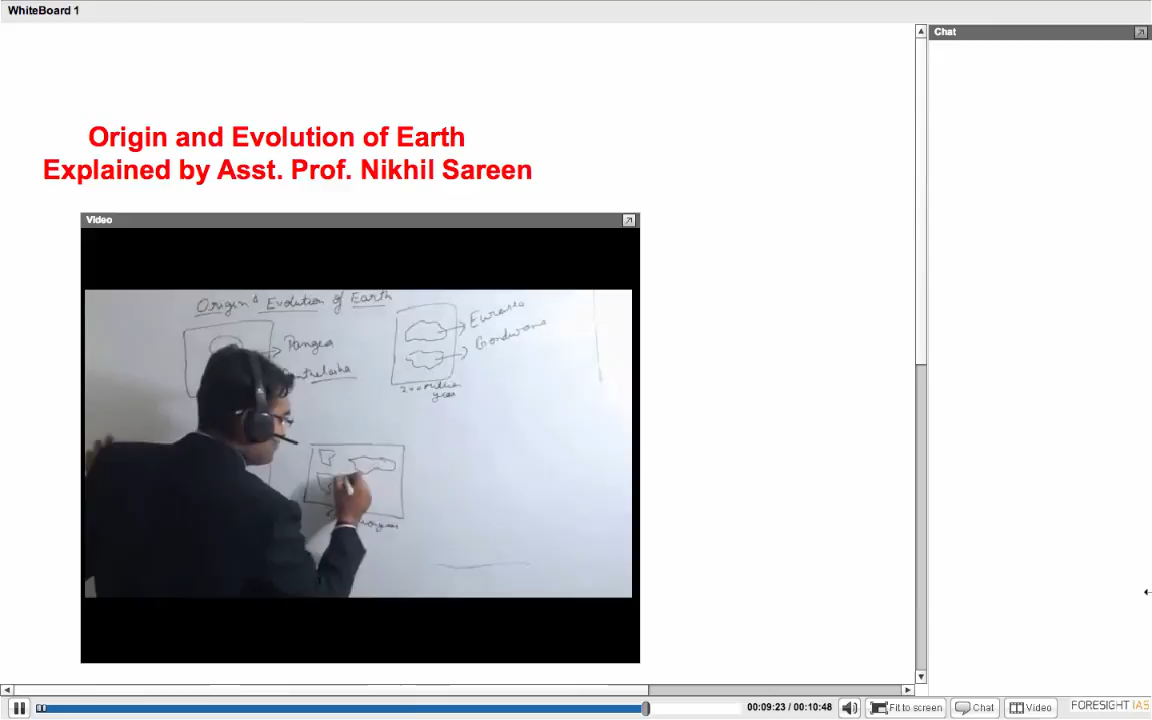 WhiteBoard 1
Chat
Origin and Evolution of Earth
Explained by Asst. Prof. Nikhil Sareen
Video
Origin & Evolution of Earth
Pangea
Eurasia
Gondwana
years
00:09:23 / 00:10:48
Fit to screen
Chat
Video
FORESIGHT IAS